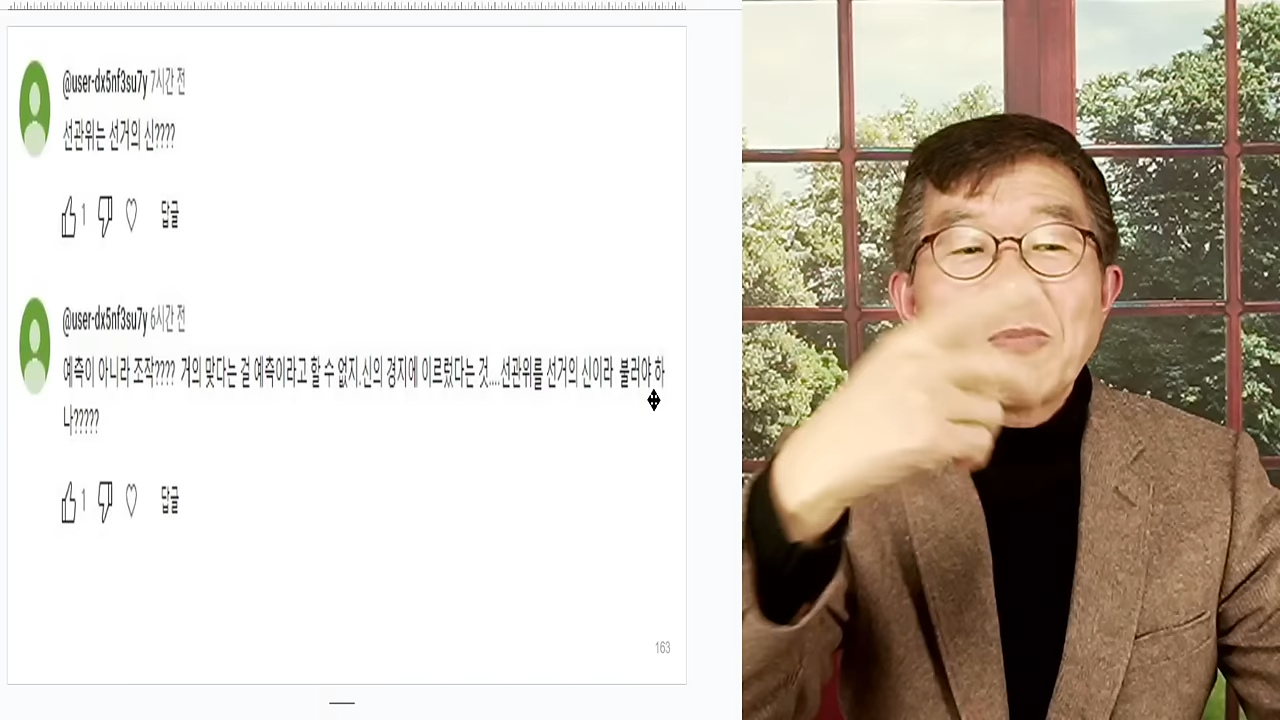 @user-dx5nf3su7y 7시간 전
선관위는 선거의 신????
1 답글
@user-dx5nf3su7y 6시간 전
예측이 아니라 조작???? 겨의 맞다는 걸 예측이라고 할 수 없지.신의 경지에 이르렀다는 것....선관위를 선거의 신이라 불러야 하
나?????
1 답글
163